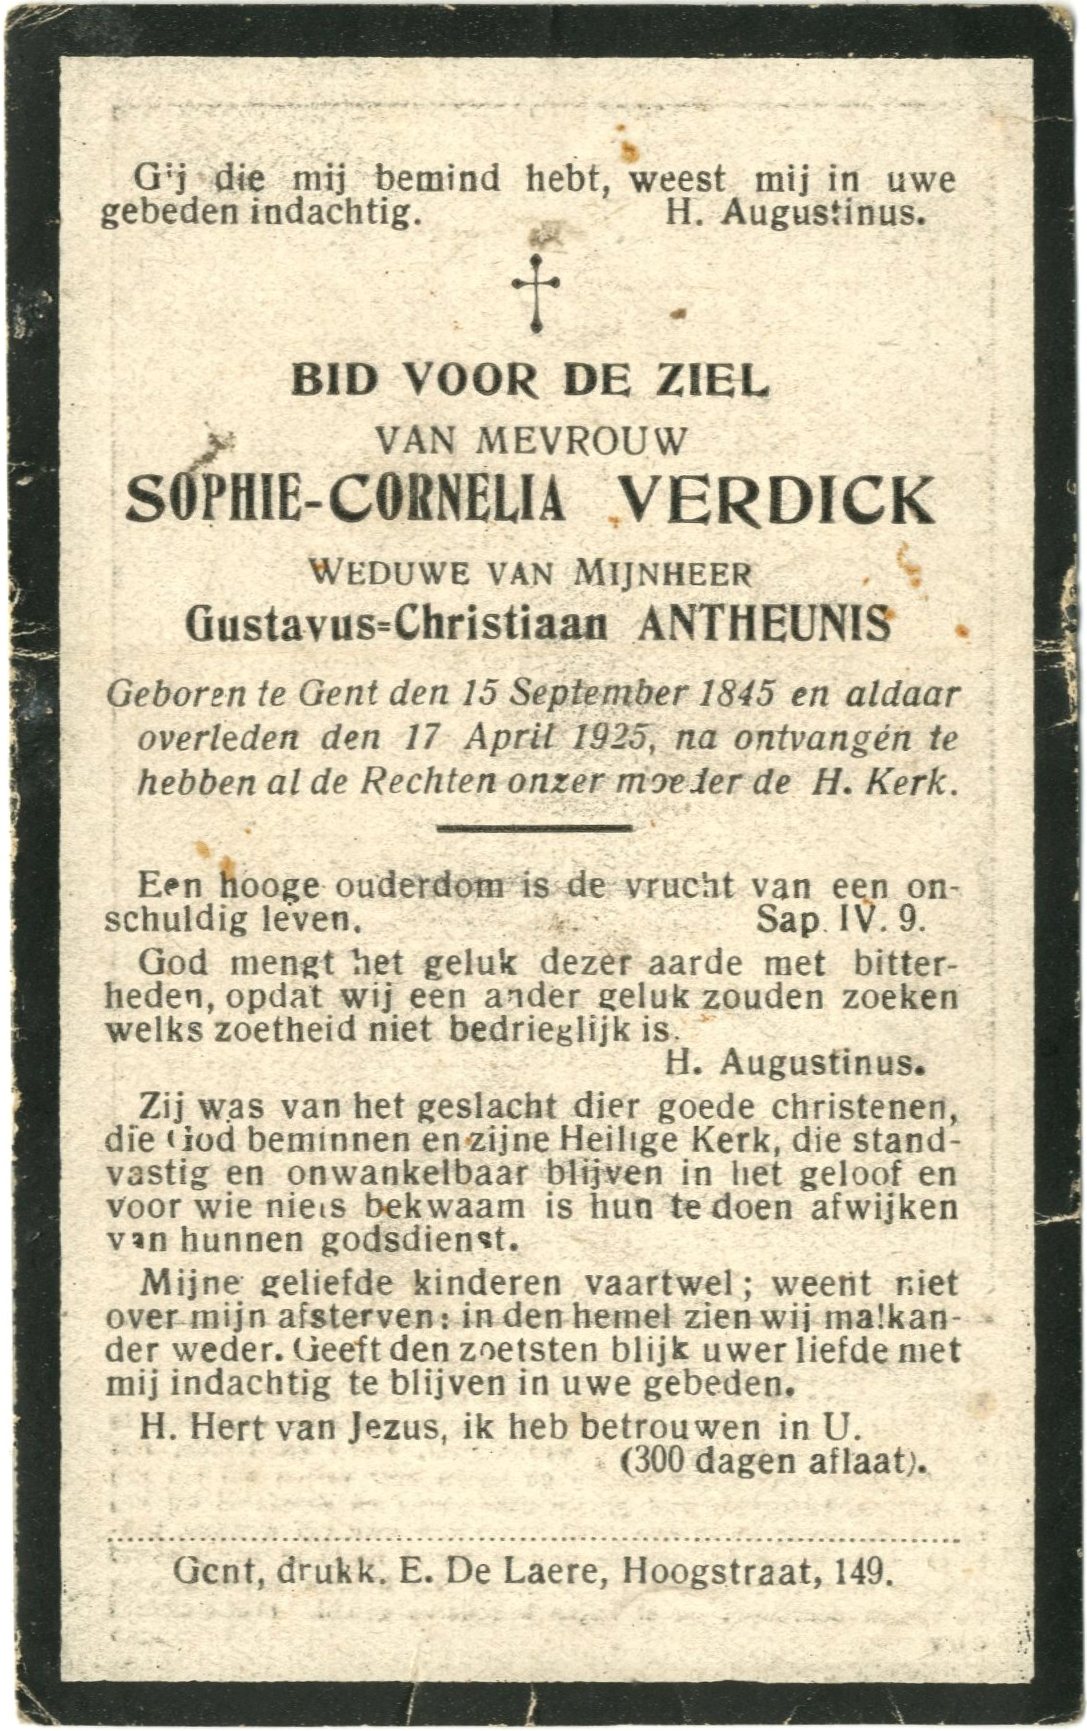 Gij die mij bemind hebt, weest mij in uwe
gebeden indachtig. H. Augustinus.
BID VOOR DE ZIEL
VAN MEVROUW
SOPHIE-CORNELIA VERDICK
WEDUWE VAN MIJNHEER
Gustavus=Christiaan ANTHEUNIS
Geboren te Gent den 15 September 1845 en aldaar
overleden den 17 April 1925, na ontvangén te
hebben al de Rechten onzer moeder de H. Kerk.
Een hooge ouderdom is de vrucht van een on-
schuldig leven. Sap. IV. 9.
God mengt het geluk dezer aarde met bitter-
heden, opdat wij een ander geluk zouden zoeken
welks zoetheid niet bedrieglijk is.
H. Augustinus.
Zij was van het geslacht dier goede christenen,
die God beminnen en zijne Heilige Kerk, die stand-
vastig en onwankelbaar blijven in het geloof en
voor wie niets bekwaam is hun te doen afwijken
van hunnen godsdienst.
Mijne geliefde kinderen vaartwel; weent niet
over mijn afsterven: in den hemel zien wij malkan-
der weder. Geeft den zoetsten blijk uwer liefde met
mij indachtig te blijven in uwe gebeden.
H. Hert van Jezus, ik heb betrouwen in U.
(300 dagen aflaat).
Gent, drukk. E. De Laere, Hoogstraat, 149.